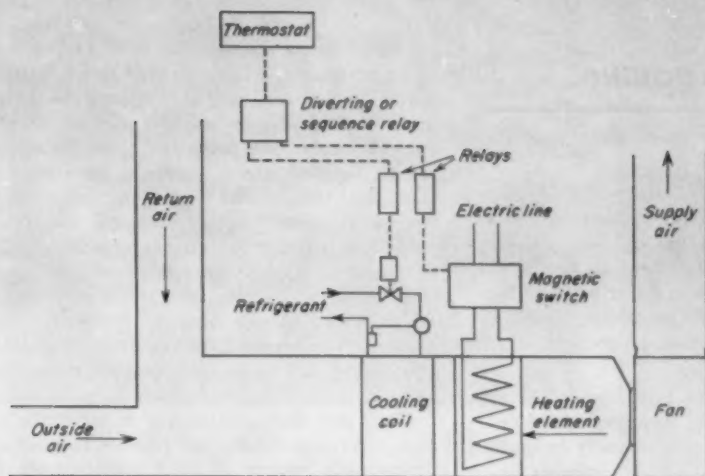 Thermostat
Diverting or
sequence relay
Relays
Return
air
Electric line
Supply
air
Magnetic
switch
Refrigerant
Cooling
coil
Heating
element
Fan
Outside
air